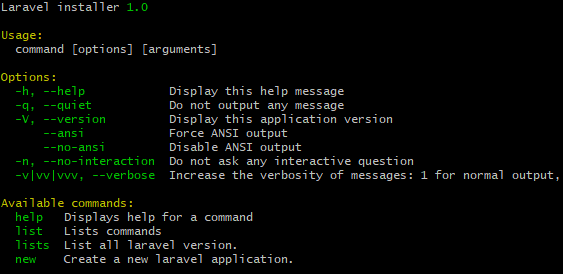 Laravel installer 1.0
Usage:
command [options] [arguments]
Options:
-h, --help Display this help message
-q, --quiet Do not output any message
-V, --version Display this application version
--ansi Force ANSI output
--no-ansi Disable ANSI output
-n, --no-interaction Do not ask any interactive question
-v|vv|vvv, --verbose Increase the verbosity of messages: 1 for normal output,
Available commands:
help Displays help for a command
list Lists commands
lists List all laravel version.
new Create a new laravel application.